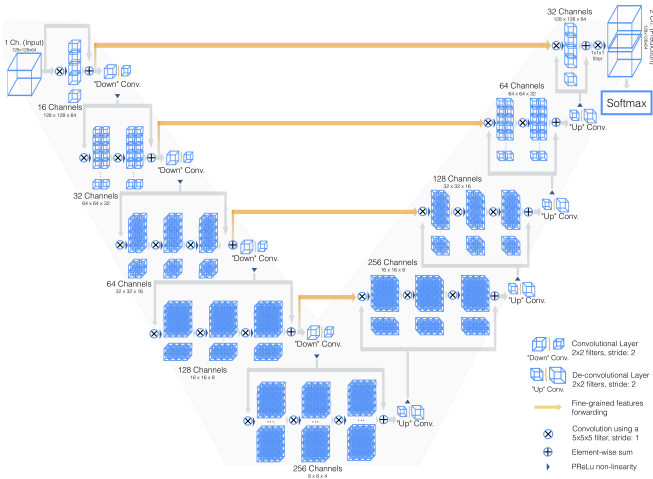 1 Ch. (Input)
128x128x64
"Down" Conv.
16 Channels
128 x 128 x 64
"Down" Conv.
32 Channels
64 x 64 x 32
"Down" Conv.
64 Channels
32 x 32 x 16
"Down" Conv.
128 Channels
16 x 16 x 8
256 Channels
8 x 8 x 4
"Up" Conv.
256 Channels
16 x 16 x 8
"Up" Conv.
128 Channels
32 x 32 x 16
"Up" Conv.
64 Channels
64 x 64 x 32
"Up" Conv.
32 Channels
128 x 128 x 64
1x1x1
filter
128x128x64
Softmax
"Down" Conv.
Convolutional Layer
2x2 filters, stride: 2
"Up" Conv.
De-convolutional Layer
2x2 filters, stride: 2
Fine-grained features
forwarding
Convolution using a
5x5x5 filter, stride: 1
Element-wise sum
PReLu non-linearity